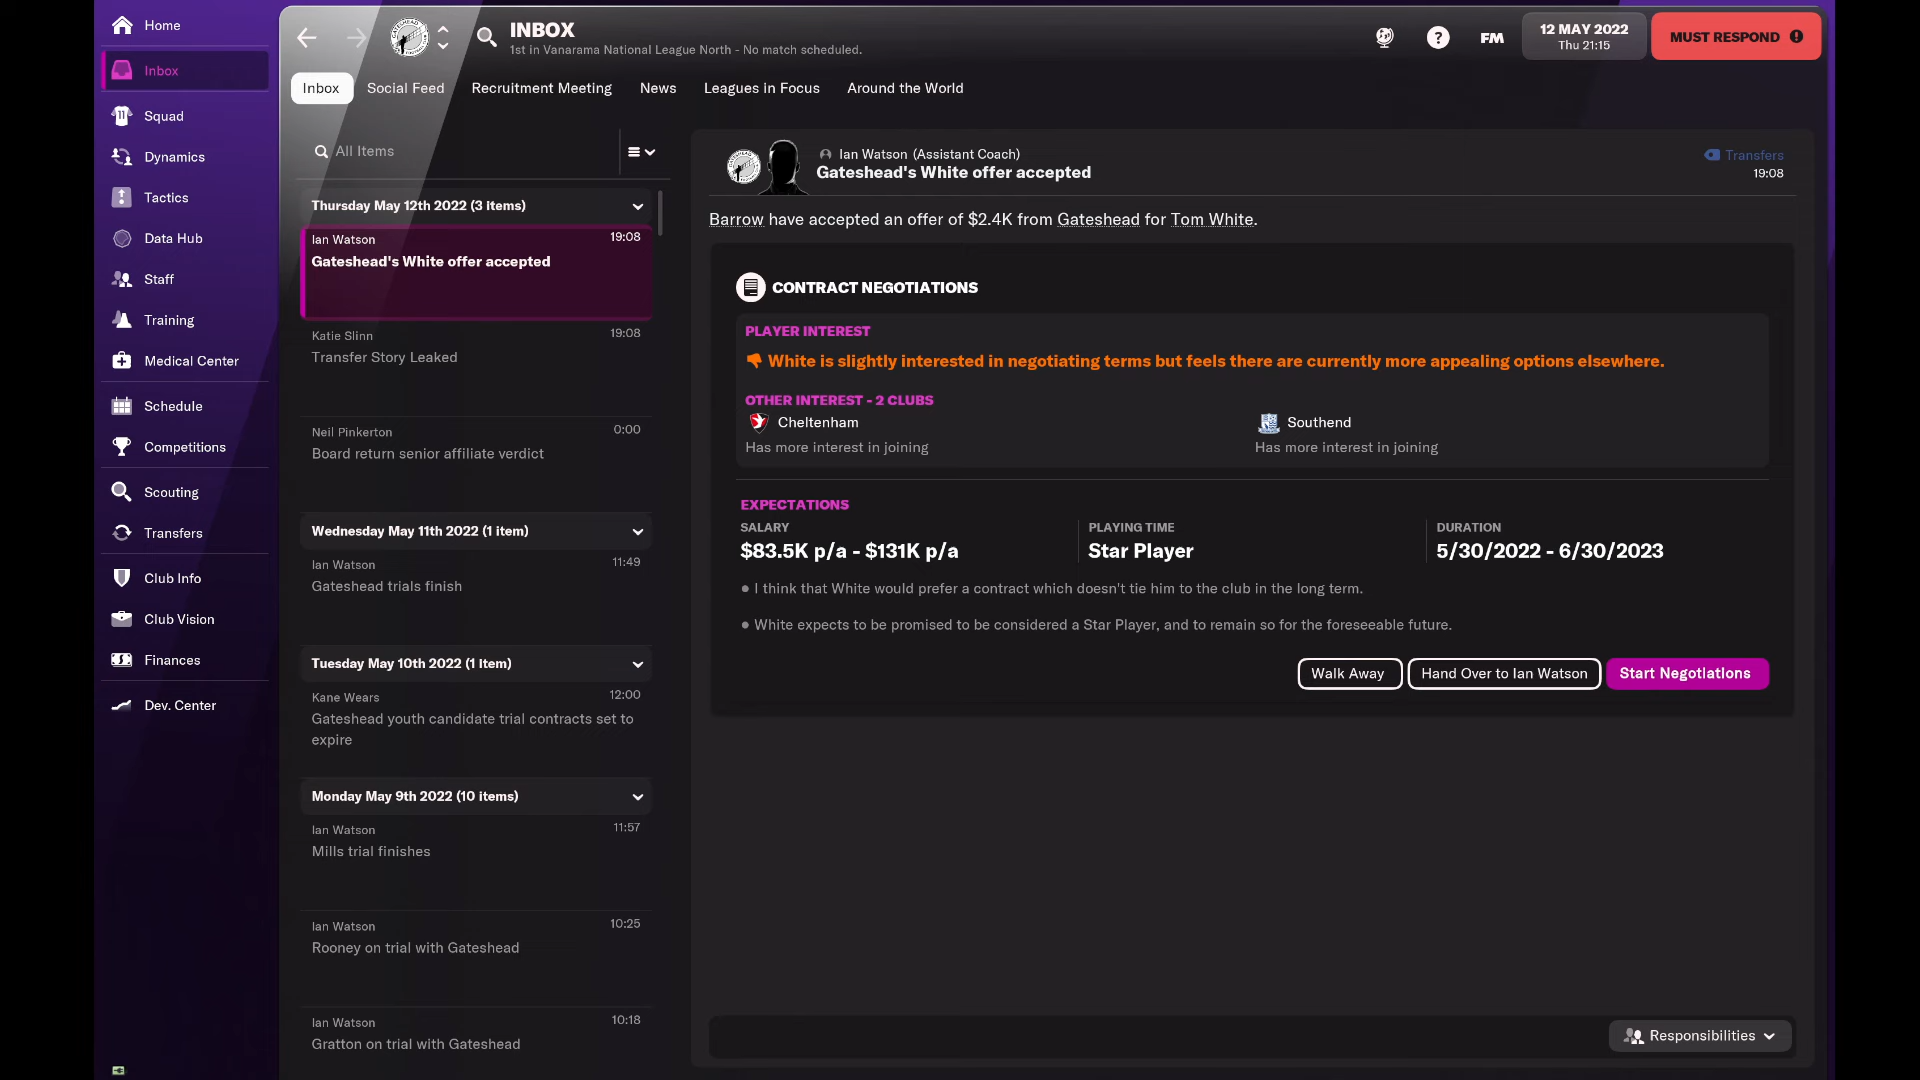 Home
Inbox
Squad
Dynamics
Tactics
Data Hub
Staff
Training
Medical Center
Schedule
Competitions
Scouting
Transfers
Club Info
Club Vision
Finances
Dev. Center
INBOX
1st in Vanarama National League North - No match scheduled.
FM
12 MAY 2022
Thu 21:15
MUST RESPOND
Inbox
Social Feed
Recruitment Meeting
News
Leagues in Focus
Around the World
All Items
Thursday May 12th 2022 (3 items)
Ian Watson 19:08
Gateshead's White offer accepted
Katie Slinn 19:08
Transfer Story Leaked
Neil Pinkerton 0:00
Board return senior affiliate verdict
Wednesday May 11th 2022 (1 item)
Ian Watson 11:49
Gateshead trials finish
Tuesday May 10th 2022 (1 item)
Kane Wears 12:00
Gateshead youth candidate trial contracts set to
expire
Monday May 9th 2022 (10 items)
Ian Watson 11:57
Mills trial finishes
Ian Watson 10:25
Rooney on trial with Gateshead
Ian Watson 10:18
Gratton on trial with Gateshead
Ian Watson (Assistant Coach)
Gateshead's White offer accepted
Transfers
19:08
Barrow have accepted an offer of $2.4K from Gateshead for Tom White.
CONTRACT NEGOTIATIONS
PLAYER INTEREST
White is slightly interested in negotiating terms but feels there are currently more appealing options elsewhere.
OTHER INTEREST - 2 CLUBS
Cheltenham
Has more interest in joining
Southend
Has more interest in joining
EXPECTATIONS
SALARY
$83.5K p/a - $131K p/a
PLAYING TIME
Star Player
DURATION
5/30/2022 - 6/30/2023
• I think that White would prefer a contract which doesn't tie him to the club in the long term.
• White expects to be promised to be considered a Star Player, and to remain so for the foreseeable future.
Walk Away
Hand Over to Ian Watson
Start Negotiations
Responsibilities